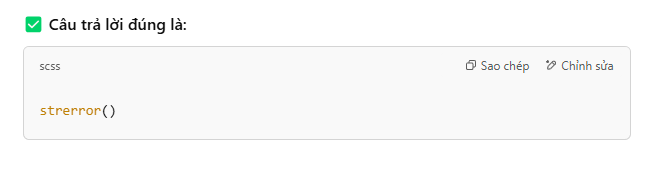 ✅ Câu trả lời đúng là:
scss Sao chép Chỉnh sửa
strerror()